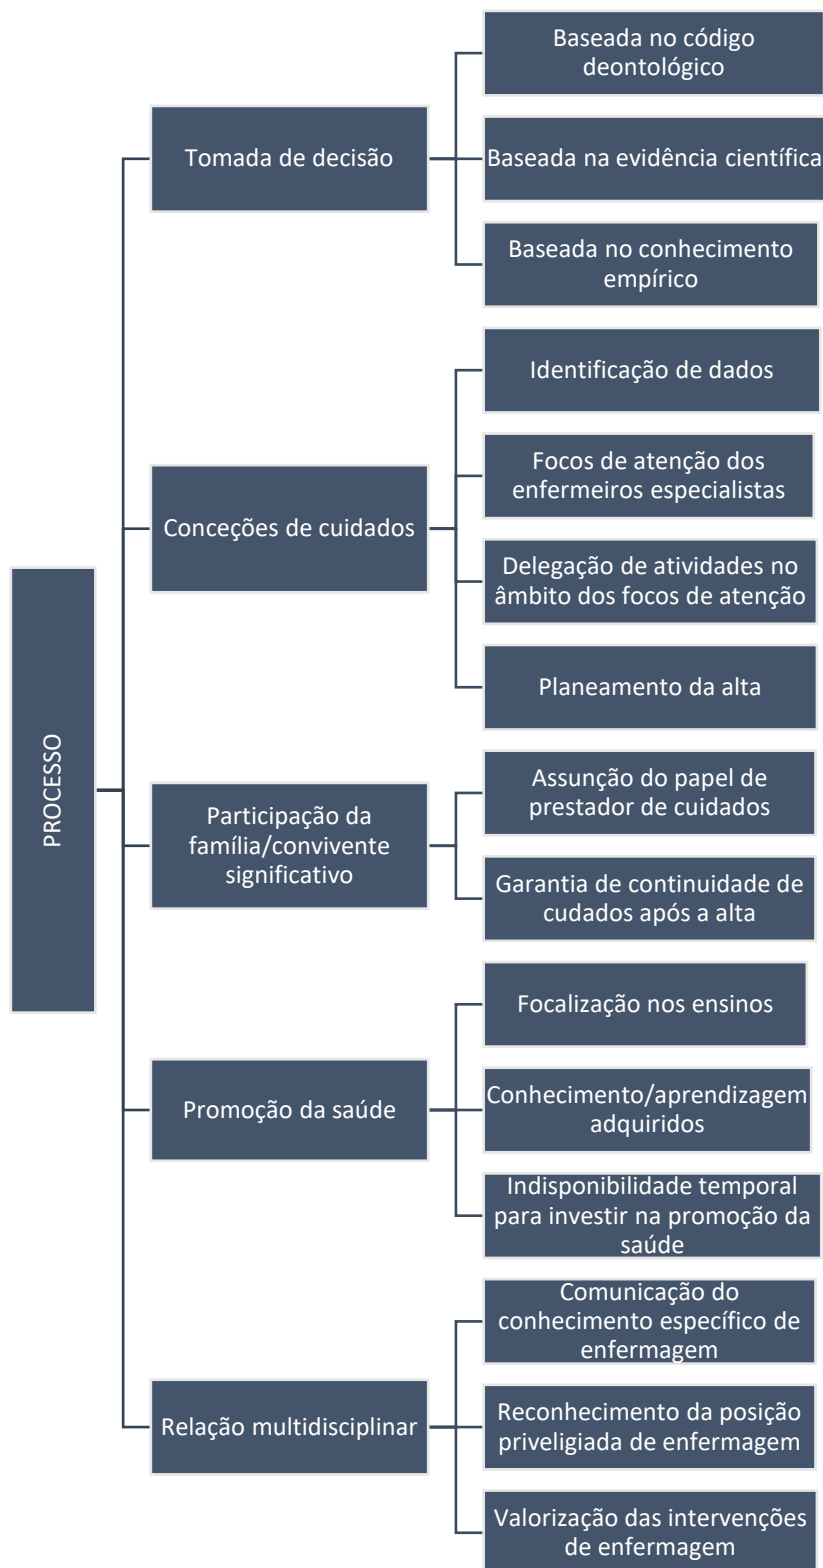 PROCESSO
Tomada de decisão
Baseada no código
deontológico
Baseada na evidência científica
Baseada no conhecimento
empírico
Conceções de cuidados
Identificação de dados
Focos de atenção dos
enfermeiros especialistas
Delegação de atividades no
âmbito dos focos de atenção
Planeamento da alta
Participação da
família/convivente
significativo
Assunção do papel de
prestador de cuidados
Garantia de continuidade de
cudados após a alta
Promoção da saúde
Focalização nos ensinos
Conhecimento/aprendizagem
adquiridos
Indisponibilidade temporal
para investir na promoção da
saúde
Relação multidisciplinar
Comunicação do
conhecimento específico de
enfermagem
Reconhecimento da posição
priveligiada de enfermagem
Valorização das intervenções
de enfermagem